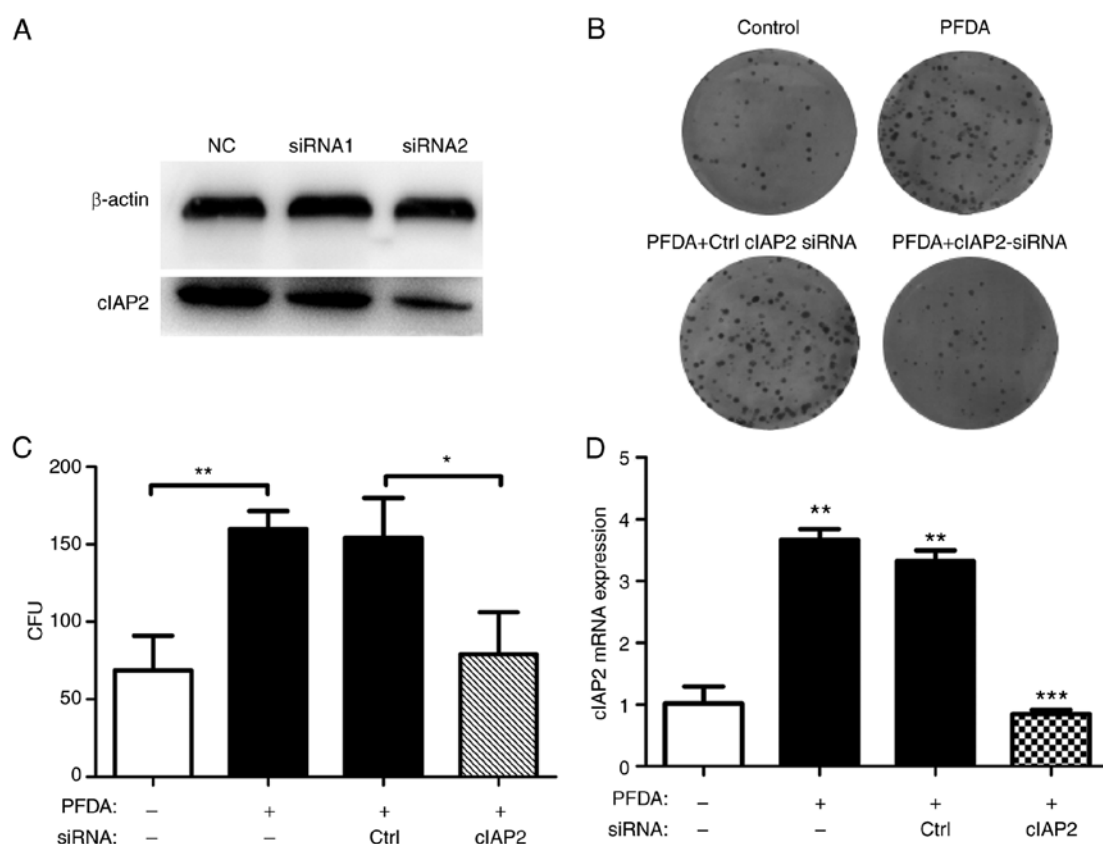 A
NC siRNA1 siRNA2
β-actin
cIAP2
B
Control PFDA
PFDA+Ctrl cIAP2 siRNA PFDA+cIAP2-siRNA
C
CFU
200
150
100
50
0
** *
PFDA: – + + +
siRNA: – – Ctrl cIAP2
D
cIAP2 mRNA expression
5
4
3
2
1
0
** ** ***
PFDA: – + + +
siRNA: – – Ctrl cIAP2